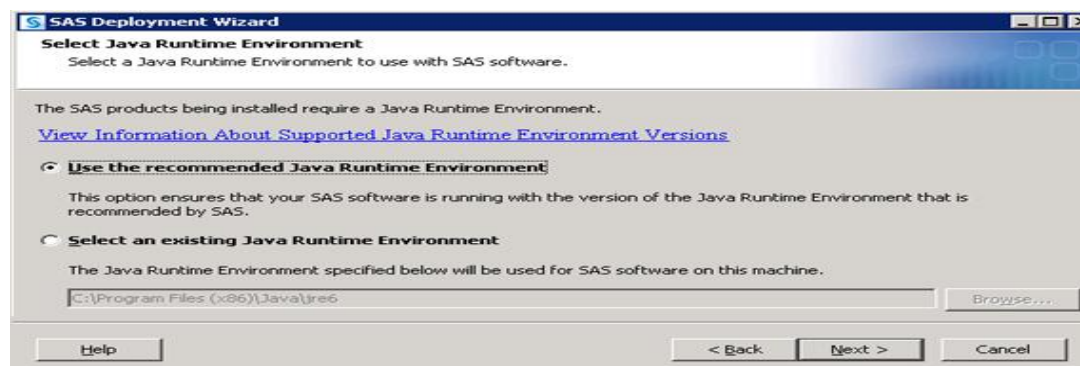 SAS Deployment Wizard
Select Java Runtime Environment
Select a Java Runtime Environment to use with SAS software.
The SAS products being installed require a Java Runtime Environment.
View Information About Supported Java Runtime Environment Versions
Use the recommended Java Runtime Environment
This option ensures that your SAS software is running with the version of the Java Runtime Environment that is
recommended by SAS.
Select an existing Java Runtime Environment
The Java Runtime Environment specified below will be used for SAS software on this machine.
C:\Program Files (x86)\Java\jre6
Browse...
Help
< Back
Next >
Cancel